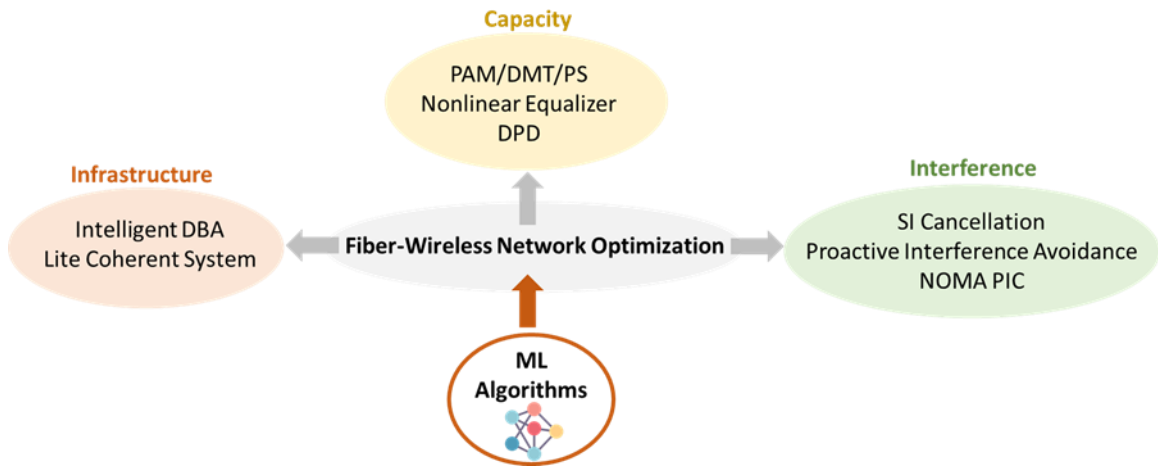 Capacity
PAM/DMT/PS
Nonlinear Equalizer
DPD
Infrastructure
Intelligent DBA
Lite Coherent System
Fiber-Wireless Network Optimization
Interference
SI Cancellation
Proactive Interference Avoidance
NOMA PIC
ML
Algorithms